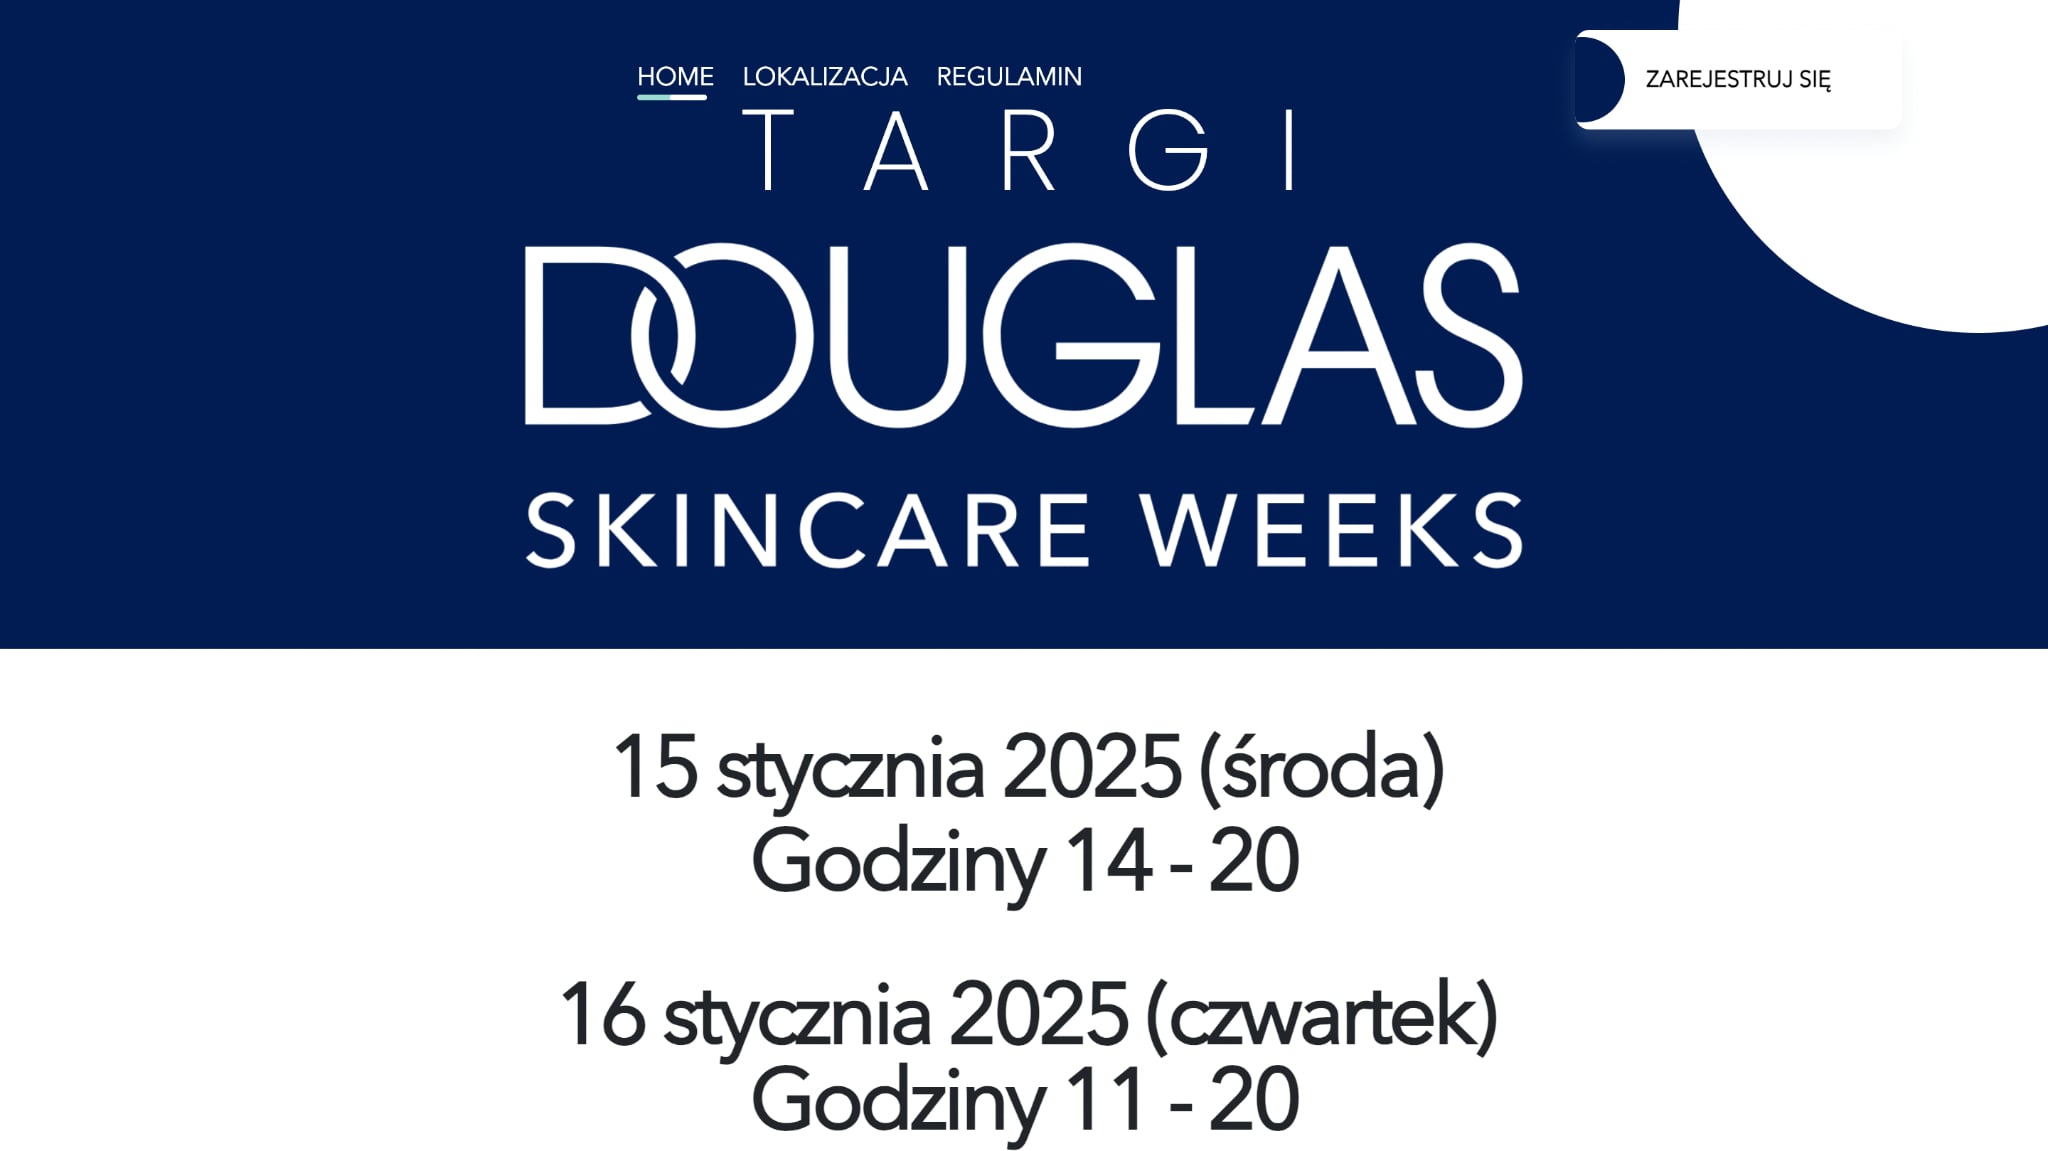 HOME LOKALIZACJA REGULAMIN
ZAREJESTRUJ SIĘ
TARGI
DOUGLAS
SKINCARE WEEKS
15 stycznia 2025 (środa)
Godziny 14 - 20
16 stycznia 2025 (czwartek)
Godziny 11 - 20